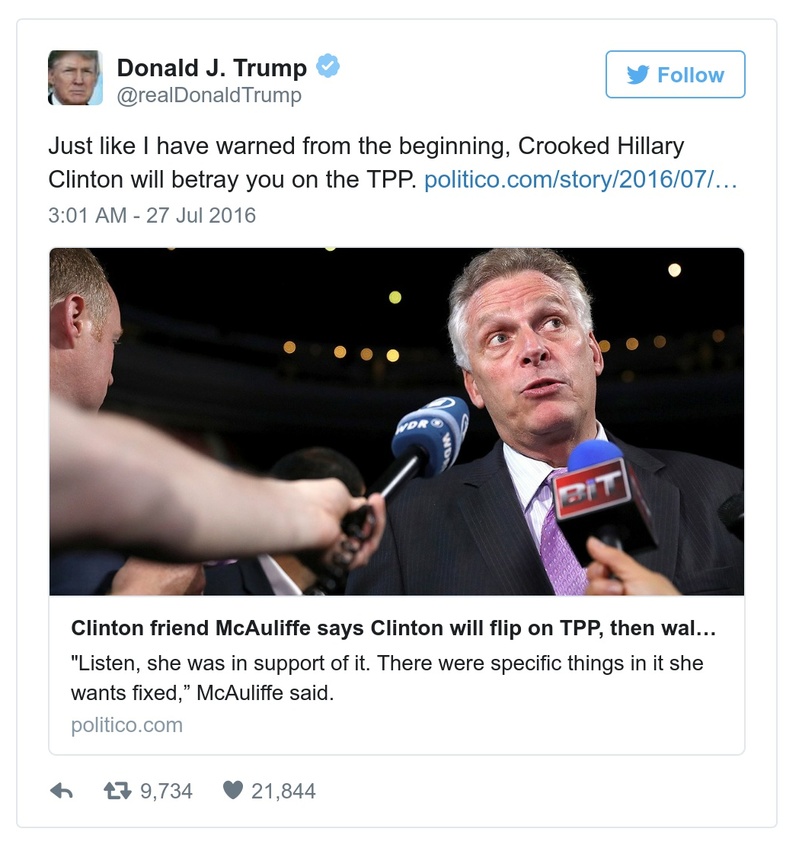 Donald J. Trump
@realDonaldTrump
Follow
Just like I have warned from the beginning, Crooked Hillary
Clinton will betray you on the TPP. politico.com/story/2016/07/…
3:01 AM - 27 Jul 2016
WDR
WDR
BiT
Clinton friend McAuliffe says Clinton will flip on TPP, then wal…
"Listen, she was in support of it. There were specific things in it she
wants fixed,” McAuliffe said.
politico.com
9,734 21,844